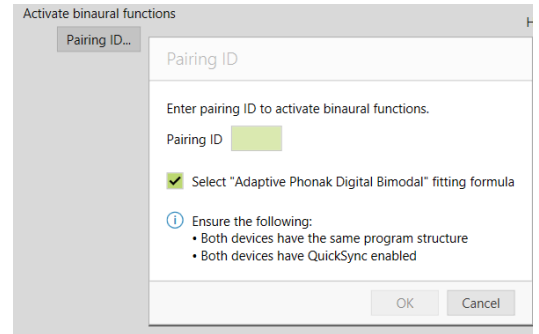 Activate binaural functions
H
Pairing ID...
Pairing ID
Enter pairing ID to activate binaural functions.
Pairing ID
Select "Adaptive Phonak Digital Bimodal" fitting formula
Ensure the following:
• Both devices have the same program structure
• Both devices have QuickSync enabled
OK Cancel